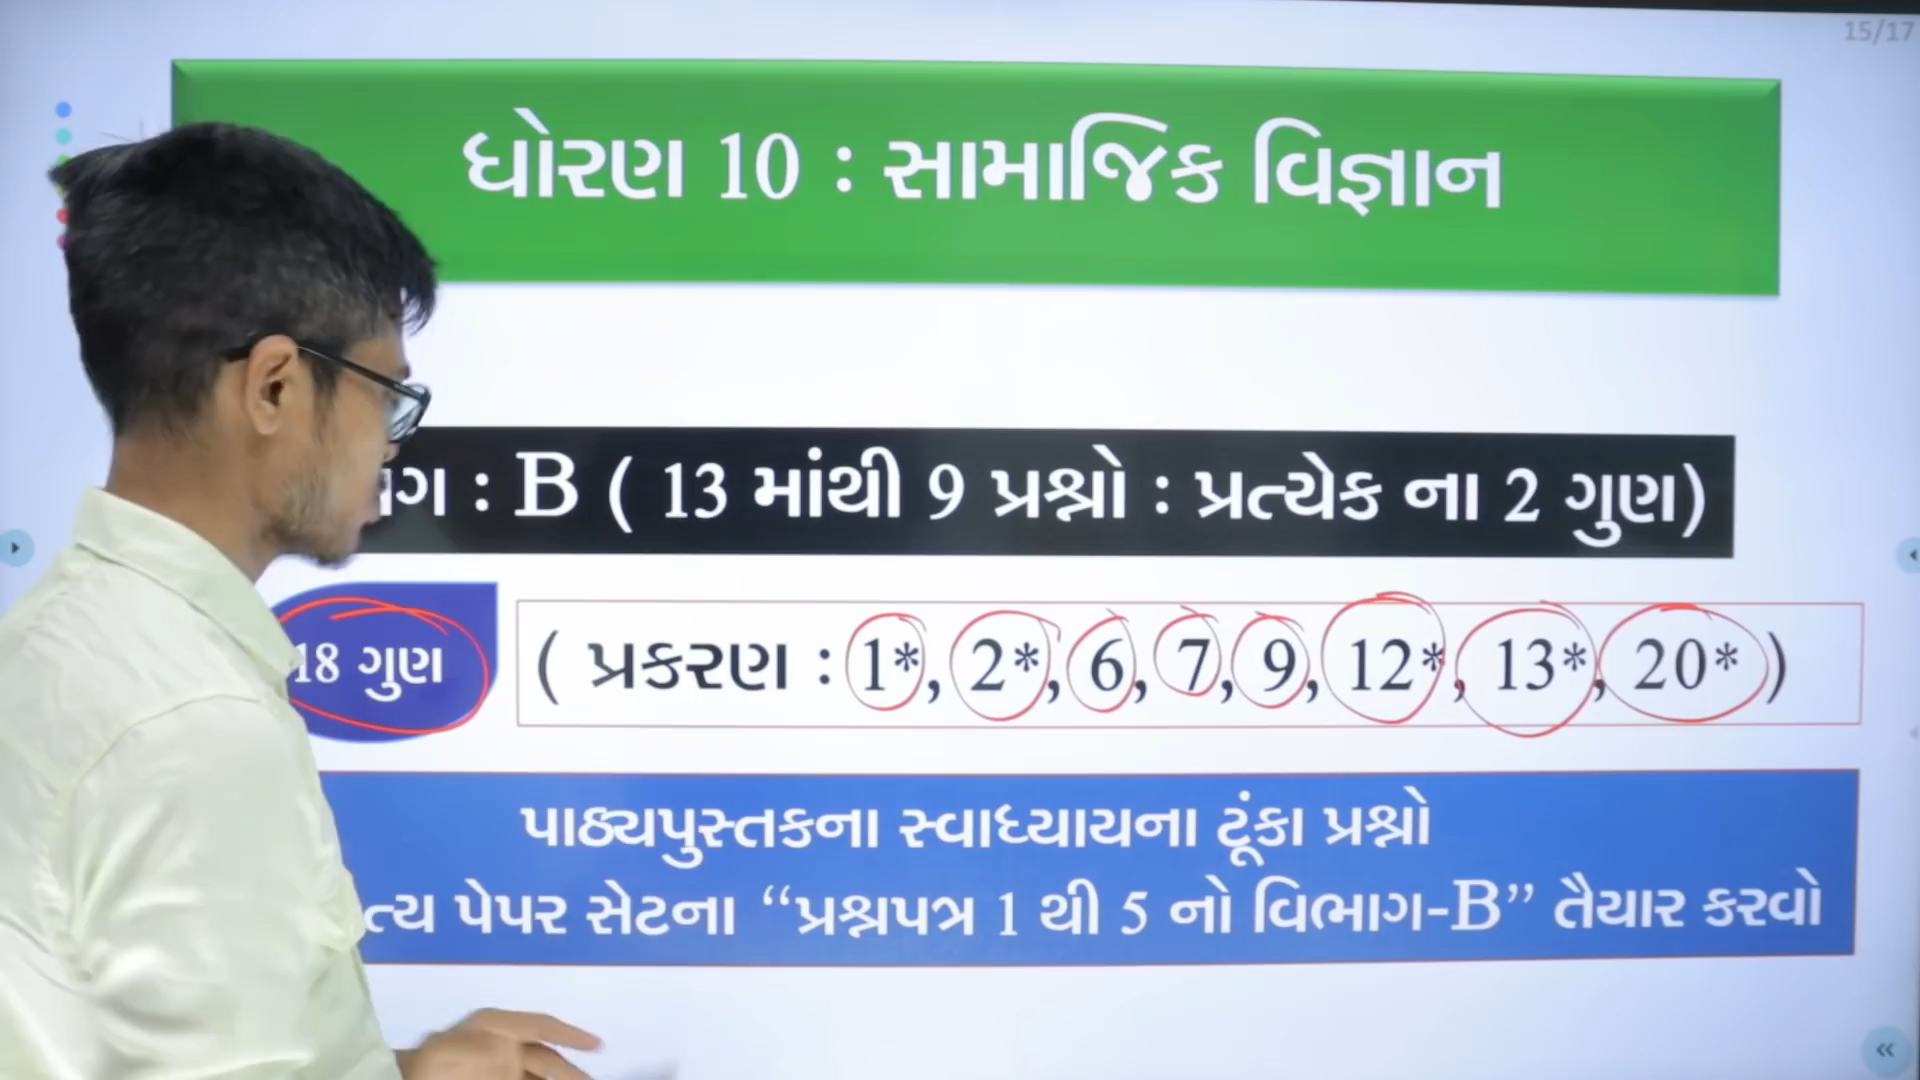 15/17
ધોરણ 10 : સામાજિક વિજ્ઞાન
: B ( 13 માંથી 9 પ્રશ્નો : પ્રત્યેક ના 2 ગુણ)
18 ગુણ
( પ્રકરણ : 1*, 2*, 6, 7, 9, 12*, 13*, 20* )
પાઠ્યપુસ્તકના સ્વાધ્યાયના ટૂંકા પ્રશ્નો
પેપર સેટના “પ્રશ્નપત્ર 1 થી 5 નો વિભાગ-B” તૈયાર કરવો